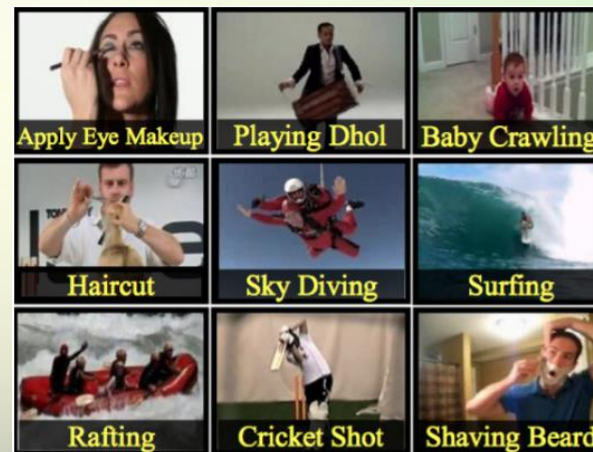 Apply Eye Makeup
Playing Dhol
Baby Crawling
Haircut
Sky Diving
Surfing
Rafting
Cricket Shot
Shaving Beard